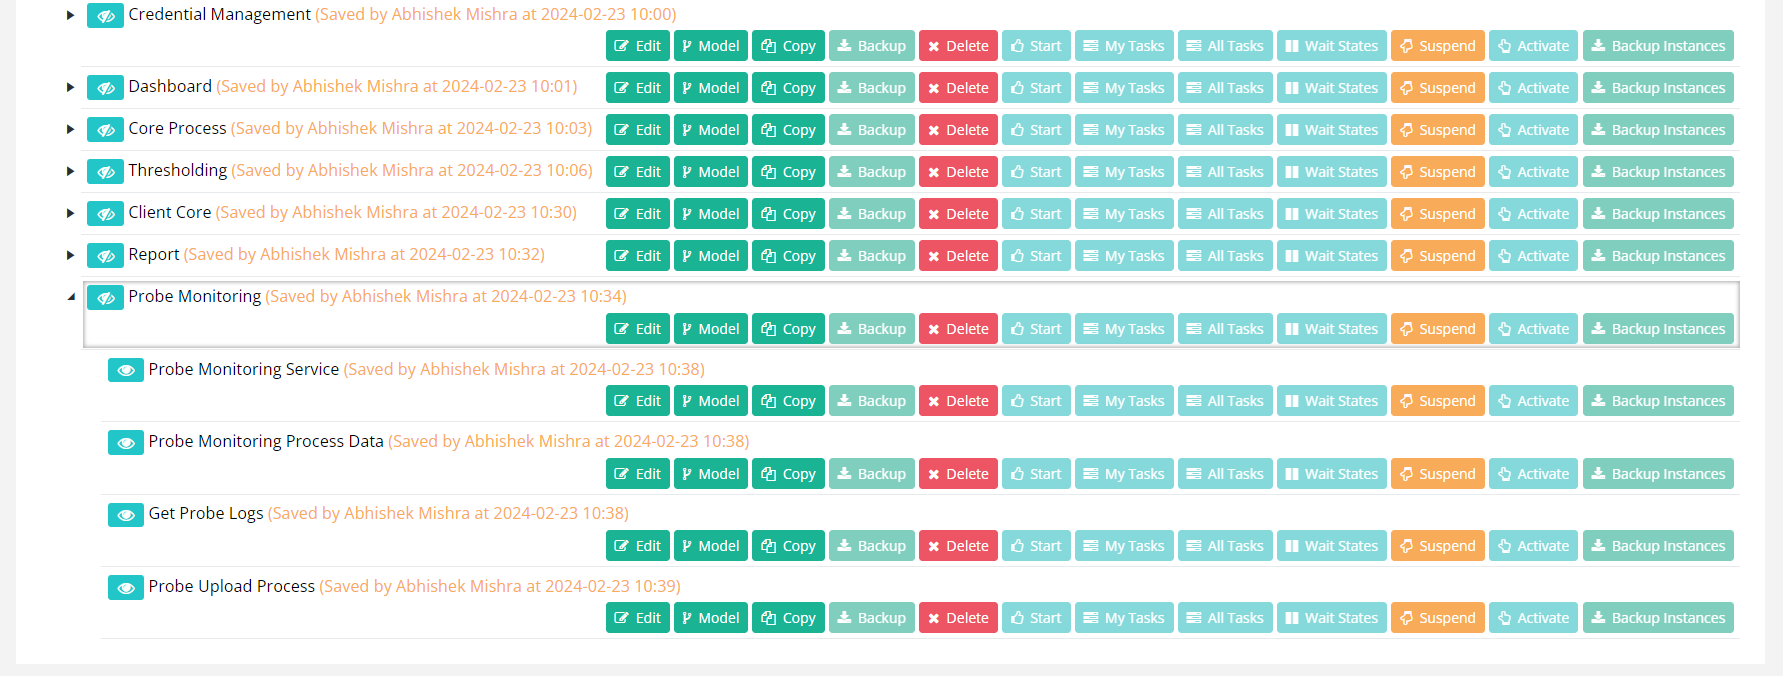 Credential Management (Saved by Abhishek Mishra at 2024-02-23 10:00)
Edit Model Copy Backup Delete Start My Tasks All Tasks Wait States Suspend Activate Backup Instances
Dashboard (Saved by Abhishek Mishra at 2024-02-23 10:01) Edit Model Copy Backup Delete Start My Tasks All Tasks Wait States Suspend Activate Backup Instances
Core Process (Saved by Abhishek Mishra at 2024-02-23 10:03) Edit Model Copy Backup Delete Start My Tasks All Tasks Wait States Suspend Activate Backup Instances
Thresholding (Saved by Abhishek Mishra at 2024-02-23 10:06) Edit Model Copy Backup Delete Start My Tasks All Tasks Wait States Suspend Activate Backup Instances
Client Core (Saved by Abhishek Mishra at 2024-02-23 10:30) Edit Model Copy Backup Delete Start My Tasks All Tasks Wait States Suspend Activate Backup Instances
Report (Saved by Abhishek Mishra at 2024-02-23 10:32) Edit Model Copy Backup Delete Start My Tasks All Tasks Wait States Suspend Activate Backup Instances
Probe Monitoring (Saved by Abhishek Mishra at 2024-02-23 10:34)
Edit Model Copy Backup Delete Start My Tasks All Tasks Wait States Suspend Activate Backup Instances
Probe Monitoring Service (Saved by Abhishek Mishra at 2024-02-23 10:38)
Edit Model Copy Backup Delete Start My Tasks All Tasks Wait States Suspend Activate Backup Instances
Probe Monitoring Process Data (Saved by Abhishek Mishra at 2024-02-23 10:38)
Edit Model Copy Backup Delete Start My Tasks All Tasks Wait States Suspend Activate Backup Instances
Get Probe Logs (Saved by Abhishek Mishra at 2024-02-23 10:38)
Edit Model Copy Backup Delete Start My Tasks All Tasks Wait States Suspend Activate Backup Instances
Probe Upload Process (Saved by Abhishek Mishra at 2024-02-23 10:39)
Edit Model Copy Backup Delete Start My Tasks All Tasks Wait States Suspend Activate Backup Instances